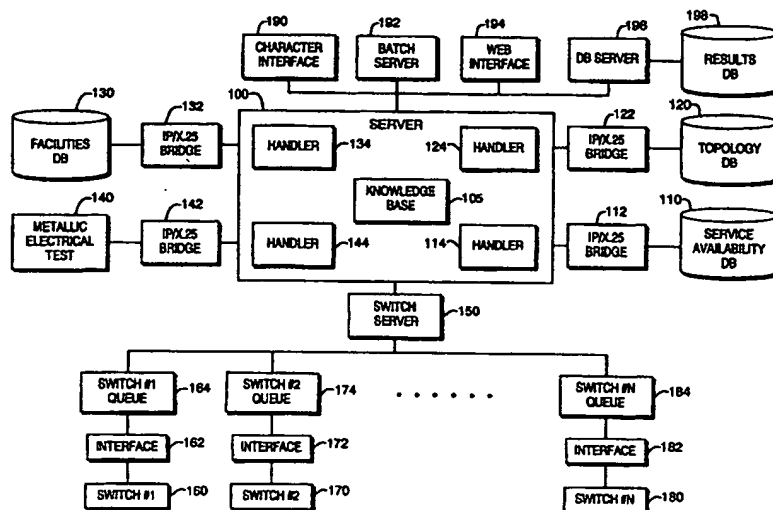 190
CHARACTER
INTERFACE
192
BATCH
SERVER
194
WEB
INTERFACE
196
DB SERVER
198
RESULTS
DB
130
FACILITIES
DB
132
IP/X.25
BRIDGE
100
SERVER
HANDLER
134
124
HANDLER
122
IP/X.25
BRIDGE
120
TOPOLOGY
DB
KNOWLEDGE
BASE
105
140
METALLIC
ELECTRICAL
TEST
142
IP/X.25
BRIDGE
HANDLER
144
114
HANDLER
112
IP/X.25
BRIDGE
110
SERVICE
AVAILABILITY
DB
SWITCH
SERVER
150
SWITCH #1
QUEUE
164
SWITCH #2
QUEUE
174
SWITCH #N
QUEUE
184
INTERFACE
162
INTERFACE
172
INTERFACE
182
SWITCH #1
160
SWITCH #2
170
SWITCH #N
180